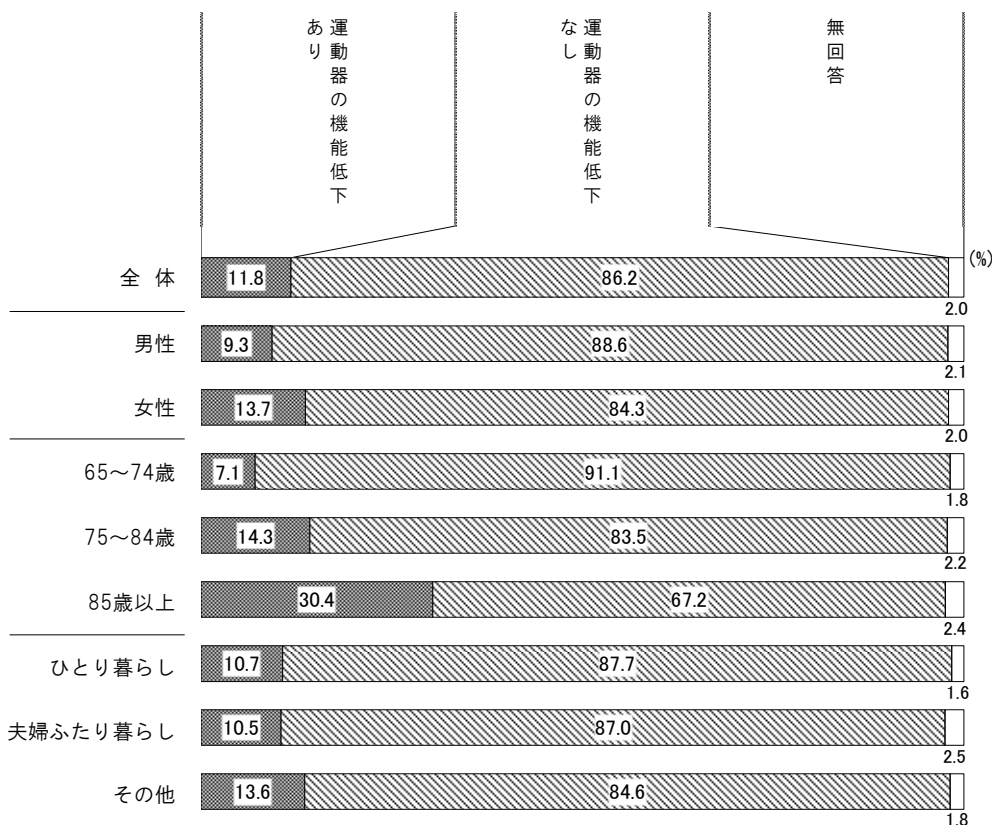 運動器の機能低下
あり
運動器の機能低下
なし
無回答
(%)
全 体
11.8
86.2
2.0
男性
9.3
88.6
2.1
女性
13.7
84.3
2.0
65～74歳
7.1
91.1
1.8
75～84歳
14.3
83.5
2.2
85歳以上
30.4
67.2
2.4
ひとり暮らし
10.7
87.7
1.6
夫婦ふたり暮らし
10.5
87.0
2.5
その他
13.6
84.6
1.8